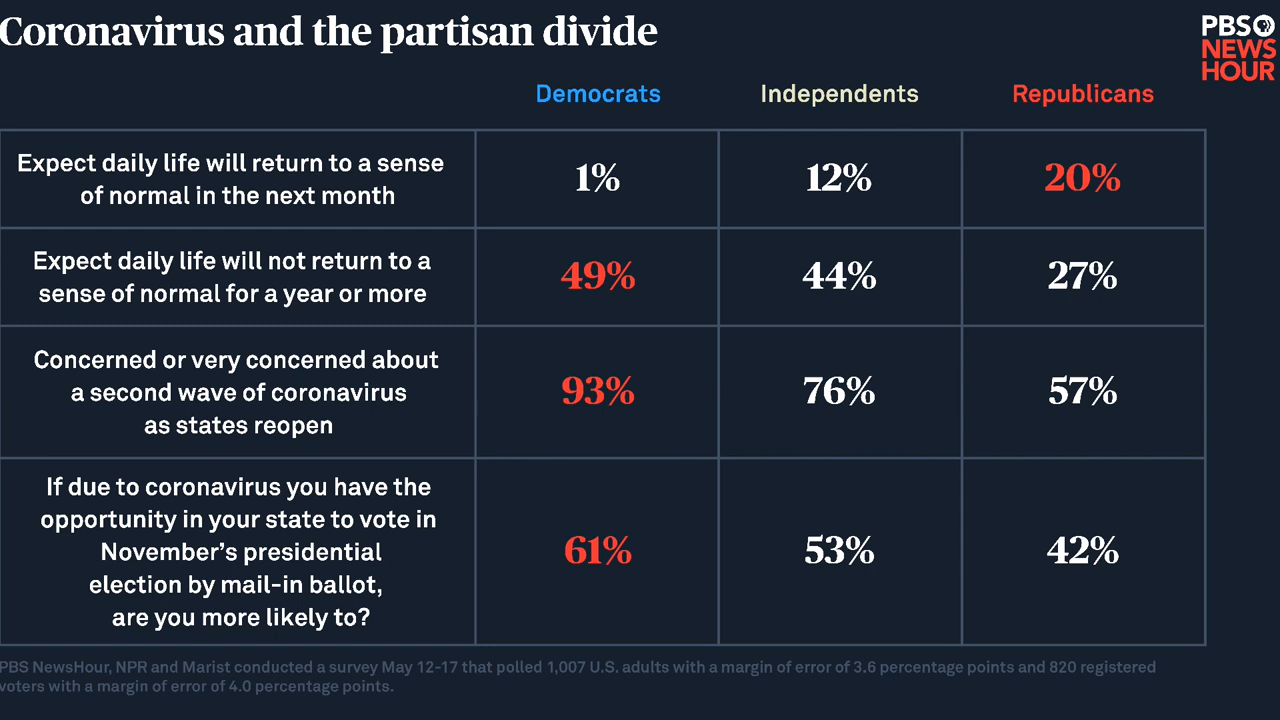 Coronavirus and the partisan divide
PBS
NEWS
HOUR
Democrats
Independents
Republicans
Expect daily life will return to a sense
of normal in the next month
1%
12%
20%
Expect daily life will not return to a
sense of normal for a year or more
49%
44%
27%
Concerned or very concerned about
a second wave of coronavirus
as states reopen
93%
76%
57%
If due to coronavirus you have the
opportunity in your state to vote in
November’s presidential
election by mail-in ballot,
are you more likely to?
61%
53%
42%
PBS NewsHour, NPR and Marist conducted a survey May 12-17 that polled 1,007 U.S. adults with a margin of error of 3.6 percentage points and 820 registered
voters with a margin of error of 4.0 percentage points.